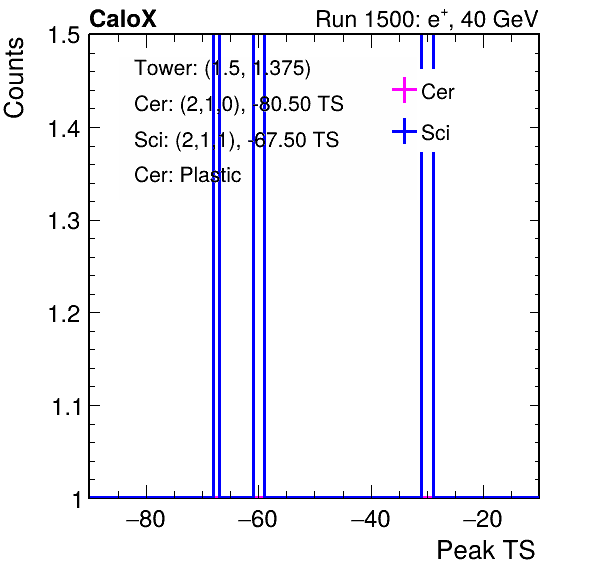 CaloX Run 1500: e⁺, 40 GeV
Counts
1.5
1.4
1.3
1.2
1.1
1
Tower: (1.5, 1.375)
Cer: (2,1,0), -80.50 TS
Sci: (2,1,1), -67.50 TS
Cer: Plastic
Cer
Sci
−80 −60 −40 −20
Peak TS